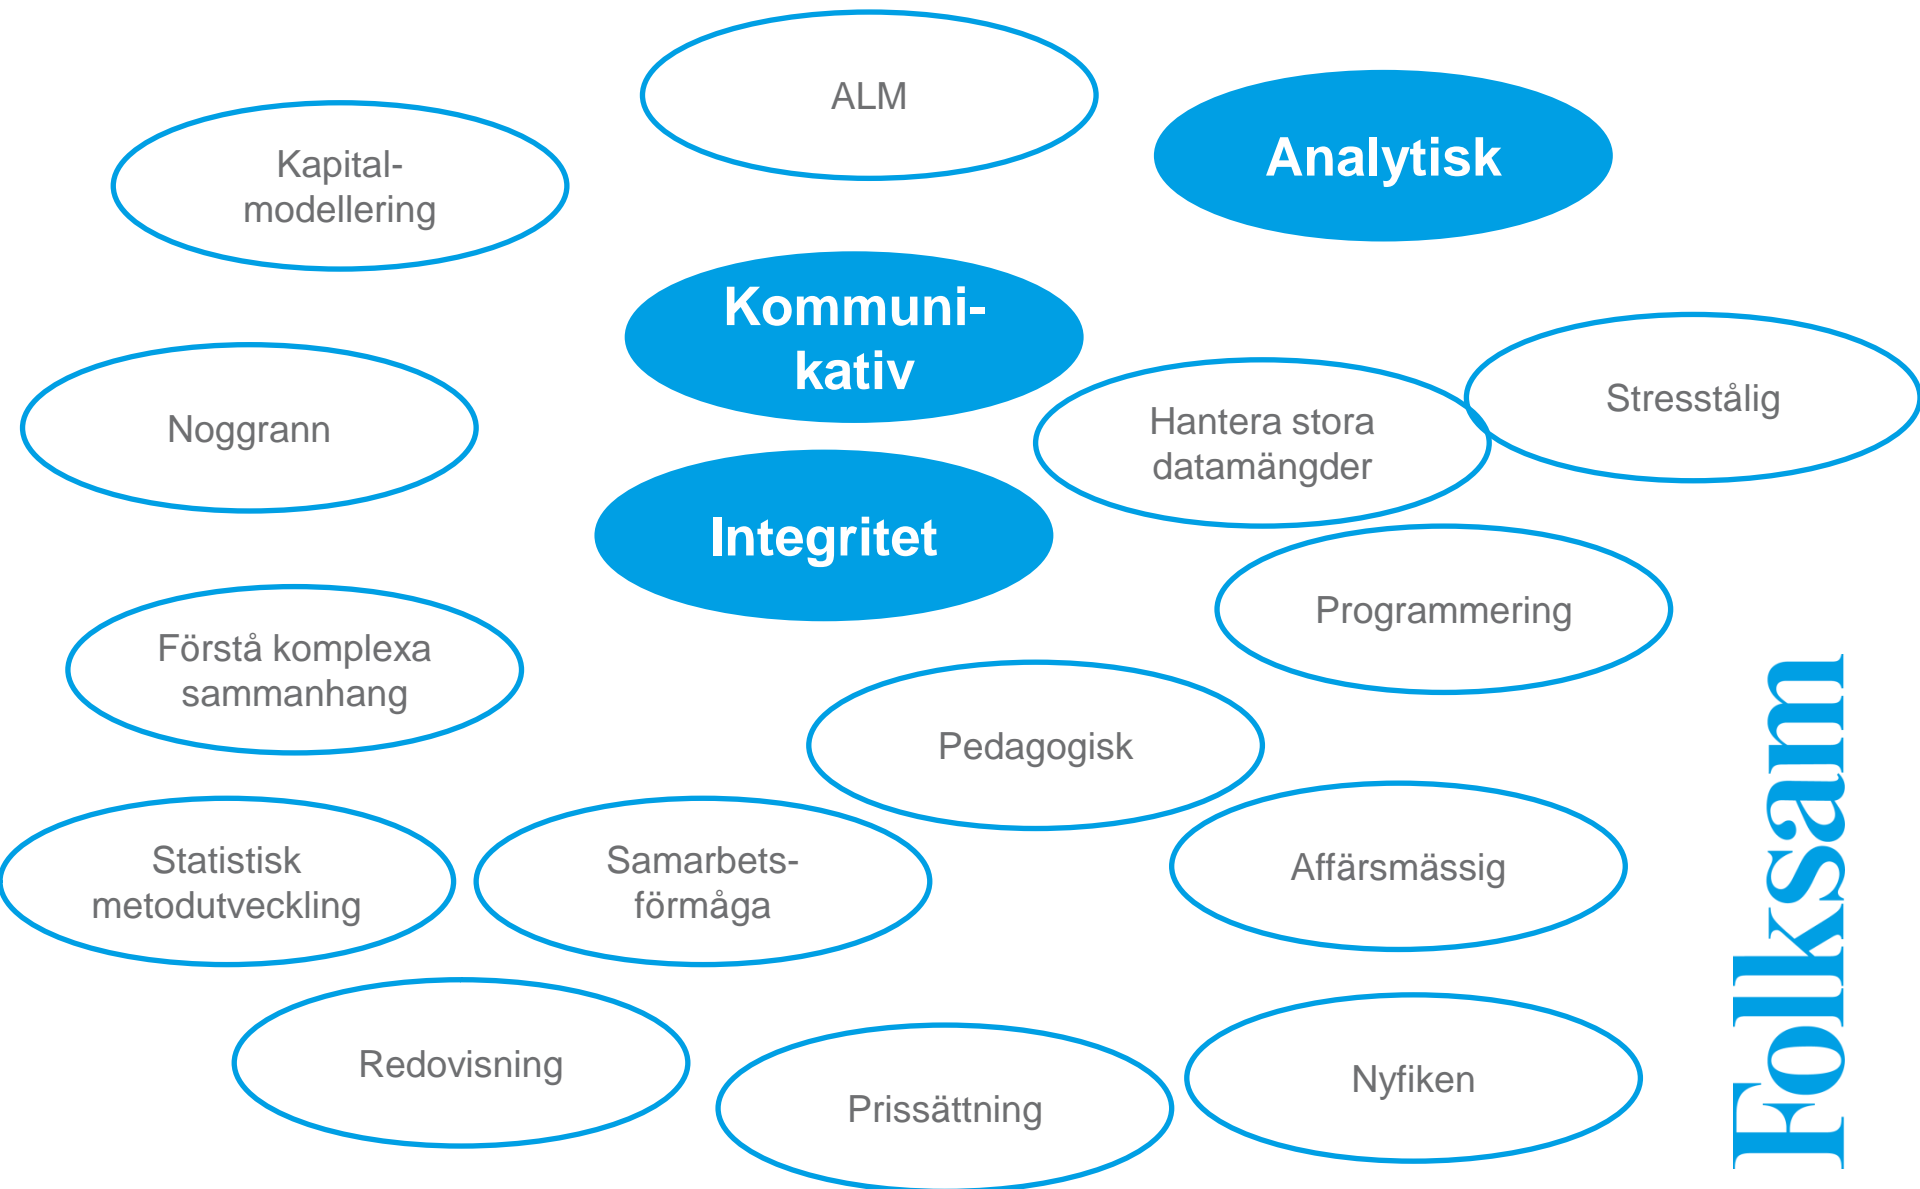 ALM
Analytisk
Kapital-
modellering
Kommuni-
kativ
Stresstålig
Hantera stora
datamängder
Noggrann
Integritet
Programmering
Förstå komplexa
sammanhang
Pedagogisk
Statistisk
metodutveckling
Samarbets-
förmåga
Affärsmässig
Redovisning
Prissättning
Nyfiken
Folksam